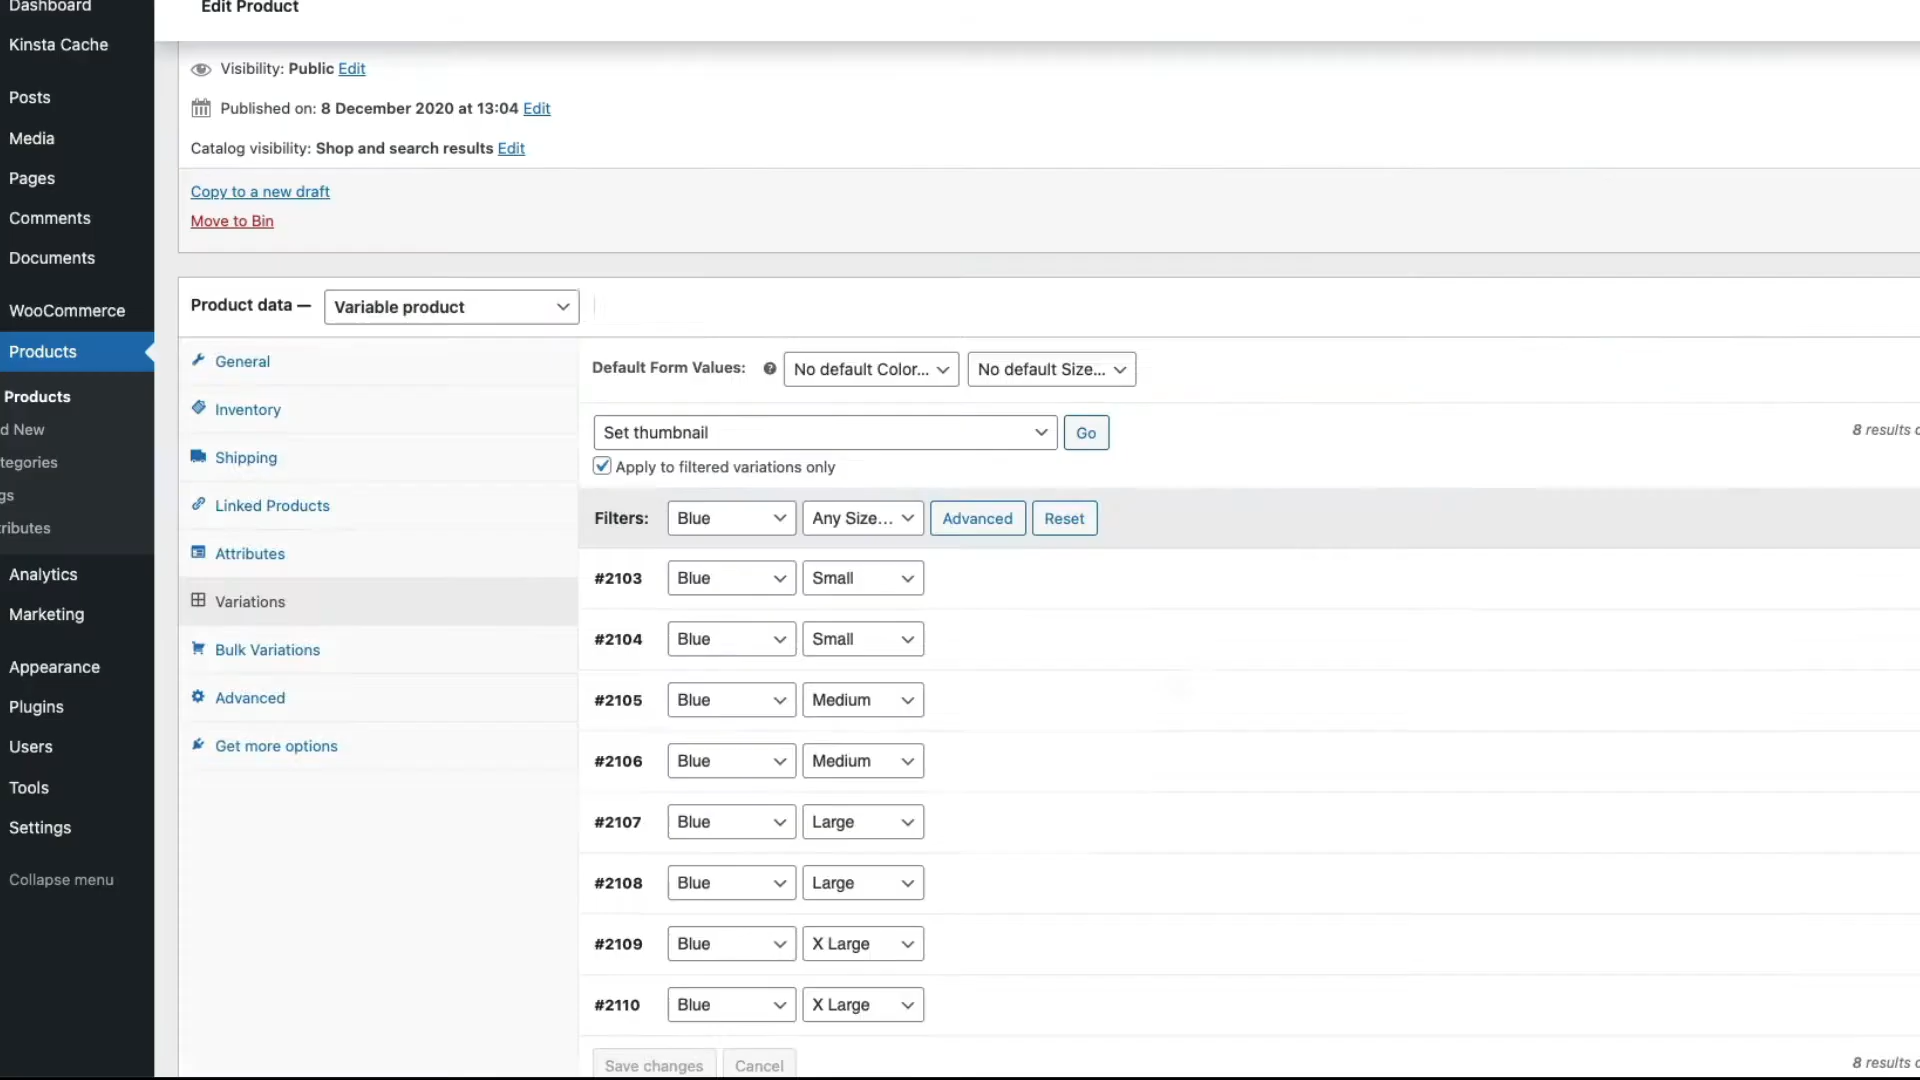 Dashboard
Edit Product
Kinsta Cache
Posts
Media
Pages
Comments
Documents
WooCommerce
Products
Products
d New
tegories
gs
ributes
Analytics
Marketing
Appearance
Plugins
Users
Tools
Settings
Collapse menu
Visibility: Public Edit
Published on: 8 December 2020 at 13:04 Edit
Catalog visibility: Shop and search results Edit
Copy to a new draft
Move to Bin
Product data — Variable product
General
Inventory
Shipping
Linked Products
Attributes
Variations
Bulk Variations
Advanced
Get more options
Default Form Values: No default Color... No default Size...
Set thumbnail Go
8 results
Apply to filtered variations only
Filters: Blue Any Size... Advanced Reset
#2103 Blue Small
#2104 Blue Small
#2105 Blue Medium
#2106 Blue Medium
#2107 Blue Large
#2108 Blue Large
#2109 Blue X Large
#2110 Blue X Large
Save changes Cancel
8 results